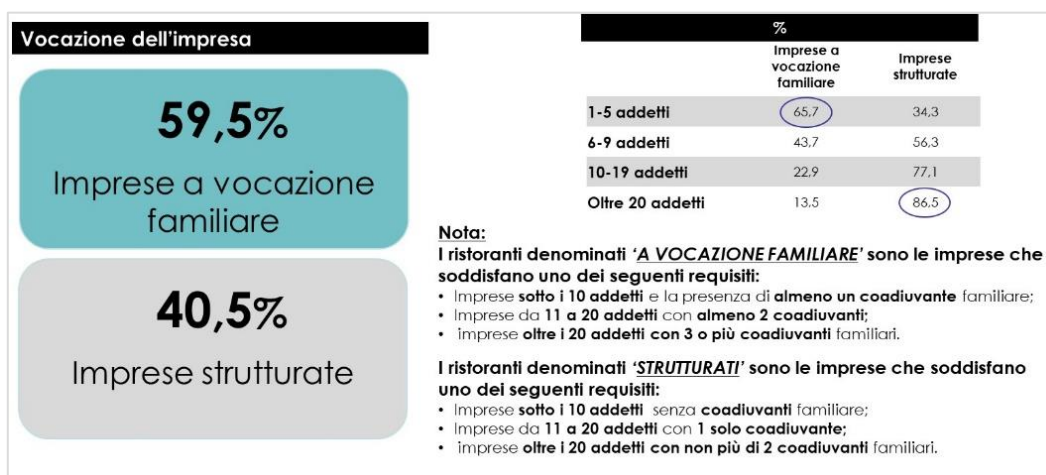 Vocazione dell'impresa
59,5%
Imprese a vocazione
familiare
40,5%
Imprese strutturate
%
Imprese a
vocazione
familiare
Imprese
strutturate
1-5 addetti 65,7 34,3
6-9 addetti 43,7 56,3
10-19 addetti 22,9 77,1
Oltre 20 addetti 13,5 86,5
Nota:
I ristoranti denominati ‘A VOCAZIONE FAMILIARE’ sono le imprese che
soddisfano uno dei seguenti requisiti:
• Imprese sotto i 10 addetti e la presenza di almeno un coadiuvante familiare;
• Imprese da 11 a 20 addetti con almeno 2 coadiuvanti;
• imprese oltre i 20 addetti con 3 o più coadiuvanti familiari.
I ristoranti denominati ‘STRUTTURATI’ sono le imprese che soddisfano
uno dei seguenti requisiti:
• Imprese sotto i 10 addetti senza coadiuvanti familiare;
• Imprese da 11 a 20 addetti con 1 solo coadiuvante;
• imprese oltre i 20 addetti con non più di 2 coadiuvanti familiari.